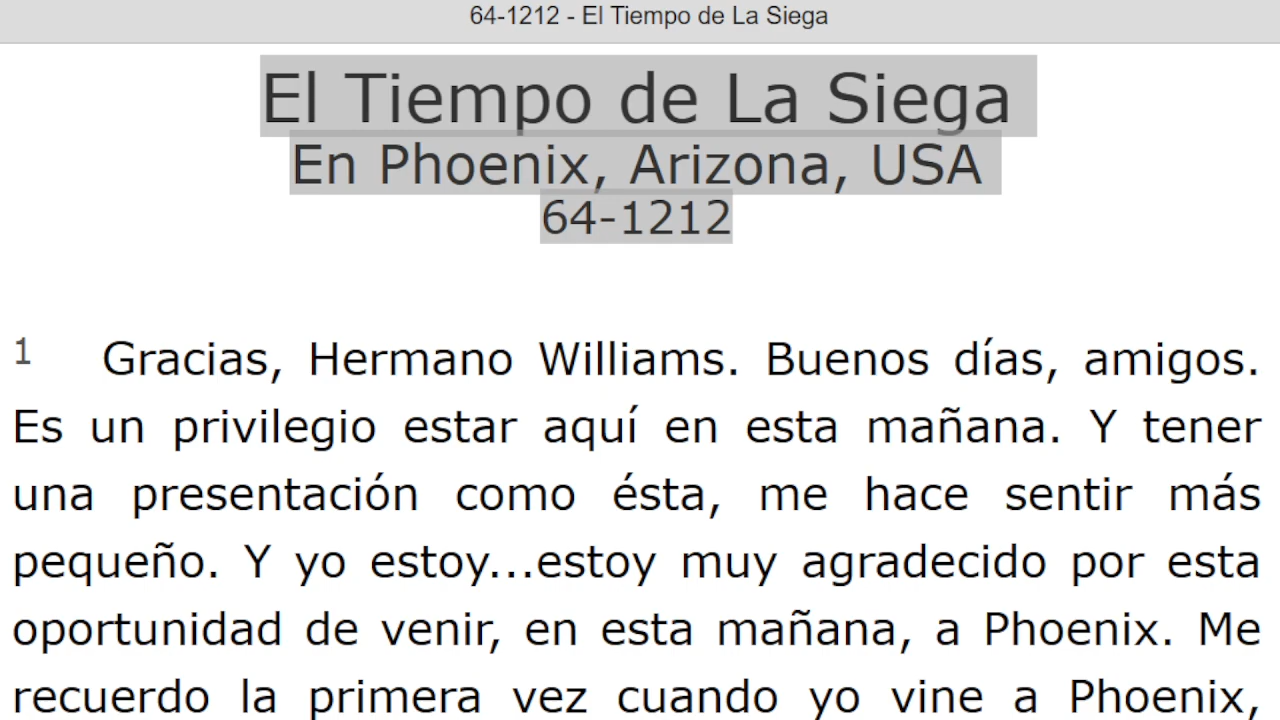 64-1212 - El Tiempo de La Siega
El Tiempo de La Siega
En Phoenix, Arizona, USA
64-1212
1 Gracias, Hermano Williams. Buenos días, amigos.
Es un privilegio estar aquí en esta mañana. Y tener
una presentación como ésta, me hace sentir más
pequeño. Y yo estoy...estoy muy agradecido por esta
oportunidad de venir, en esta mañana, a Phoenix. Me
recuerdo la primera vez cuando yo vine a Phoenix,